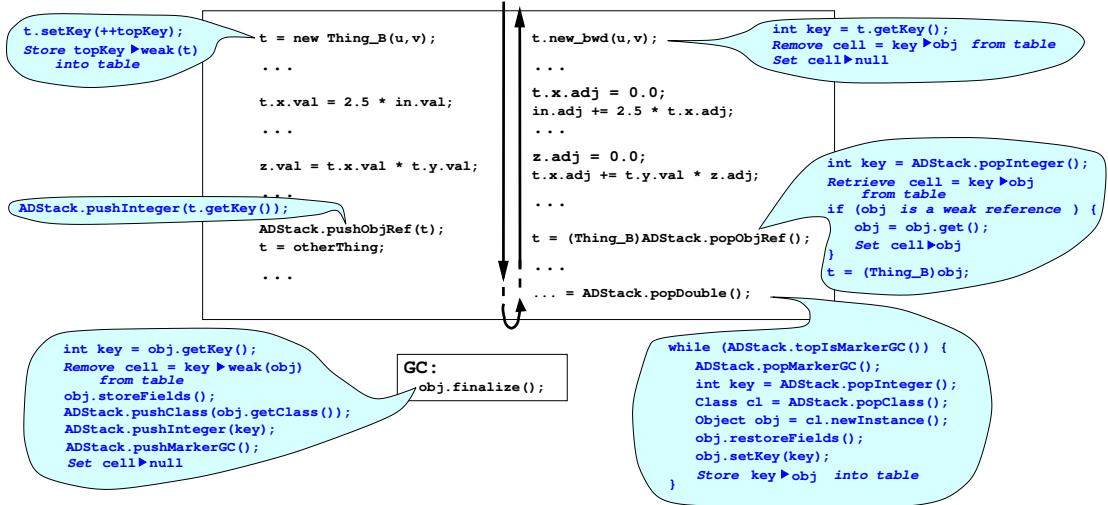 t.setKey(++topKey);
Store topKey ▶weak(t)
into table
t = new Thing_B(u,v);
...
t.x.val = 2.5 * in.val;
...
z.val = t.x.val * t.y.val;
...
ADStack.pushInteger(t.getKey());
ADStack.pushObjRef(t);
t = otherThing;
...
t.new_bwd(u,v);
...
t.x.adj = 0.0;
in.adj += 2.5 * t.x.adj;
...
z.adj = 0.0;
t.x.adj += t.y.val * z.adj;
...
t = (Thing_B)ADStack.popObjRef();
...
... = ADStack.popDouble();
int key = t.getKey();
Remove cell = key ▶obj from table
Set cell▶null
int key = ADStack.popInteger();
Retrieve cell = key ▶obj
from table
if (obj is a weak reference ) {
obj = obj.get();
Set cell▶obj
}
t = (Thing_B)obj;
int key = obj.getKey();
Remove cell = key ▶weak(obj)
from table
obj.storeFields();
ADStack.pushClass(obj.getClass());
ADStack.pushInteger(key);
ADStack.pushMarkerGC();
Set cell▶null
GC:
obj.finalize();
while (ADStack.topIsMarkerGC()) {
ADStack.popMarkerGC();
int key = ADStack.popInteger();
Class cl = ADStack.popClass();
Object obj = cl.newInstance();
obj.restoreFields();
obj.setKey(key);
Store key ▶obj into table
}